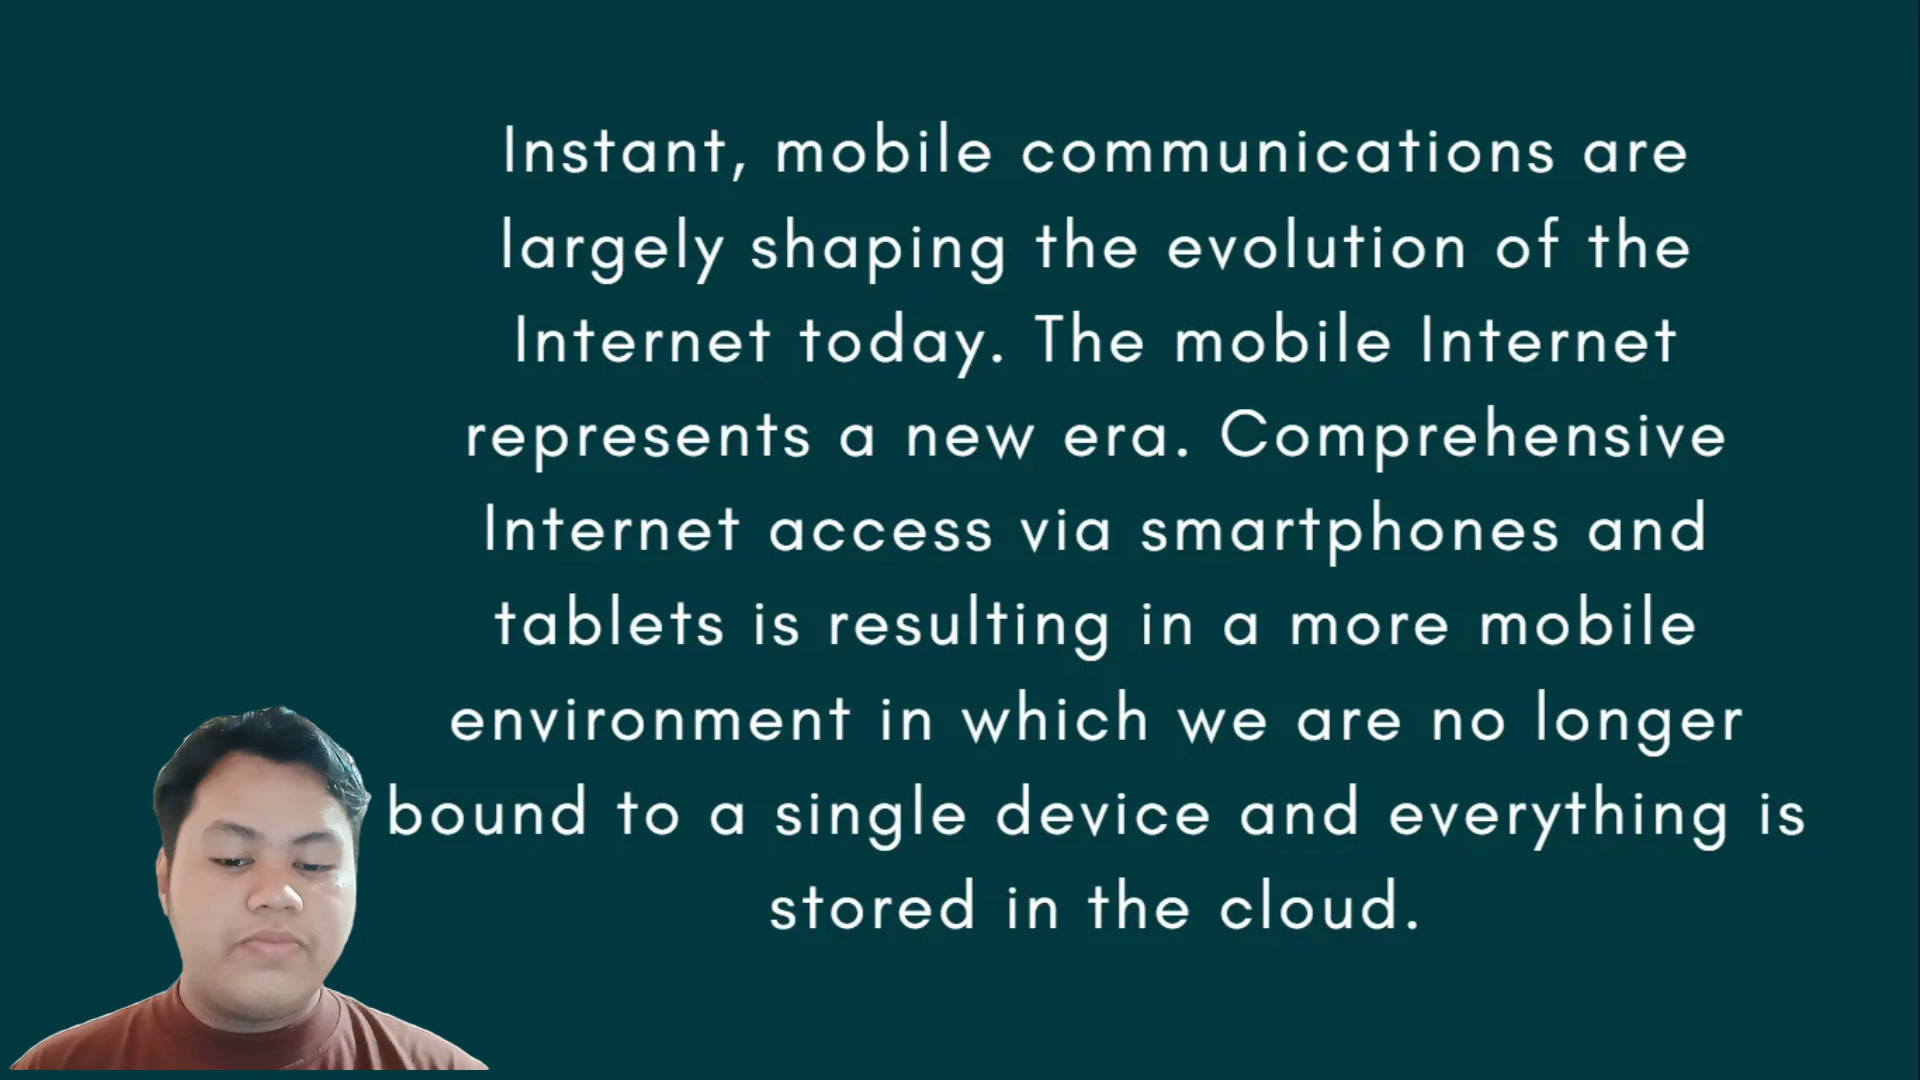 Instant, mobile communications are
largely shaping the evolution of the
Internet today. The mobile Internet
represents a new era. Comprehensive
Internet access via smartphones and
tablets is resulting in a more mobile
environment in which we are no longer
bound to a single device and everything is
stored in the cloud.